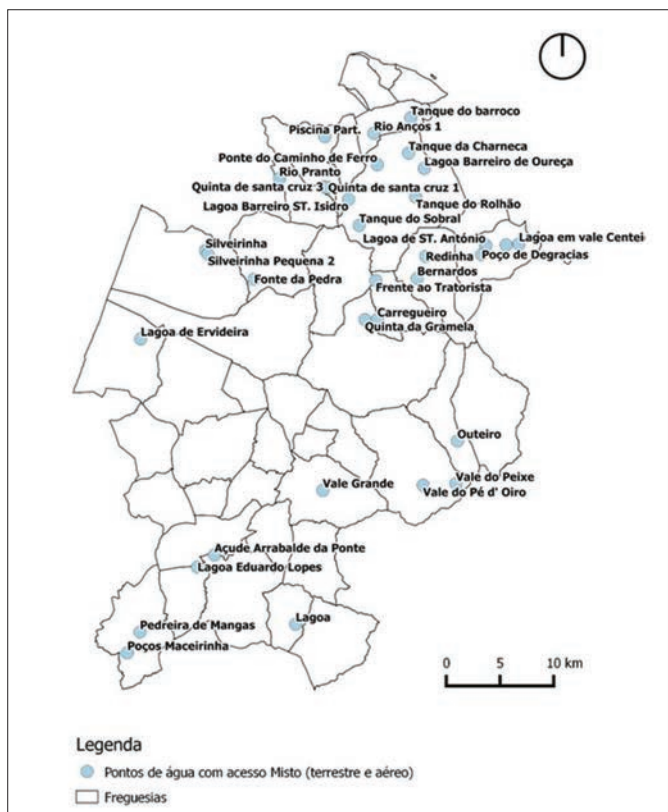 Tanque do barroco
Rio Anços 1
Piscina Part.
Tanque da Charneca
Ponte do Caminho de Ferro
Lagoa Barreiro de Oureça
Rio Pranto
Quinta de santa cruz 3
Quinta de santa cruz 1
Lagoa Barreiro ST. Isidro
Tanque do Rolhão
Tanque do Sobral
Lagoa de ST. António
Lagoa em vale Centei
Silveirinha
Redinha
Poço de Degracias
Silveirinha Pequena 2
Bernardos
Fonte da Pedra
Frente ao Tratorista
Carregueiro
Quinta da Gramela
Lagoa de Ervideira
Outeiro
Vale Grande
Vale do Peixe
Vale do Pé d' Oiro
Açude Arrabalde da Ponte
Lagoa Eduardo Lopes
Lagoa
Pedreira de Mangas
Poços Maceirinha
0 5 10 km
Legenda
Pontos de água com acesso Misto (terrestre e aéreo)
Freguesias